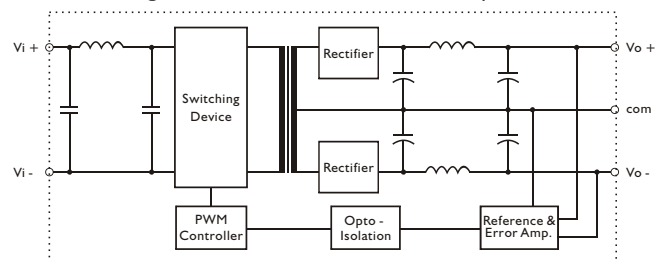 Vi +
Rectifier
Vo +
Switching
Device
com
Vi -
Rectifier
Vo -
PWM
Controller
Opto -
Isolation
Reference &
Error Amp.